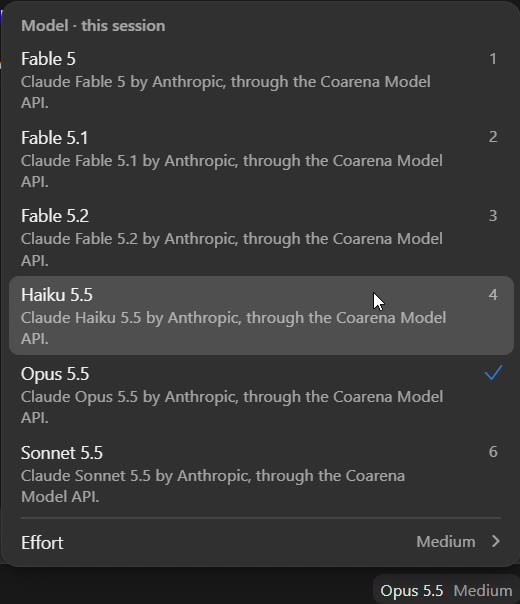 Model · this session
Fable 5
1
Claude Fable 5 by Anthropic, through the Coarena Model
API.
Fable 5.1
2
Claude Fable 5.1 by Anthropic, through the Coarena Model
API.
Fable 5.2
3
Claude Fable 5.2 by Anthropic, through the Coarena Model
API.
Haiku 5.5
4
Claude Haiku 5.5 by Anthropic, through the Coarena Model
API.
Opus 5.5
Claude Opus 5.5 by Anthropic, through the Coarena Model
API.
Sonnet 5.5
6
Claude Sonnet 5.5 by Anthropic, through the Coarena
Model API.
Effort
Medium
Opus 5.5 Medium